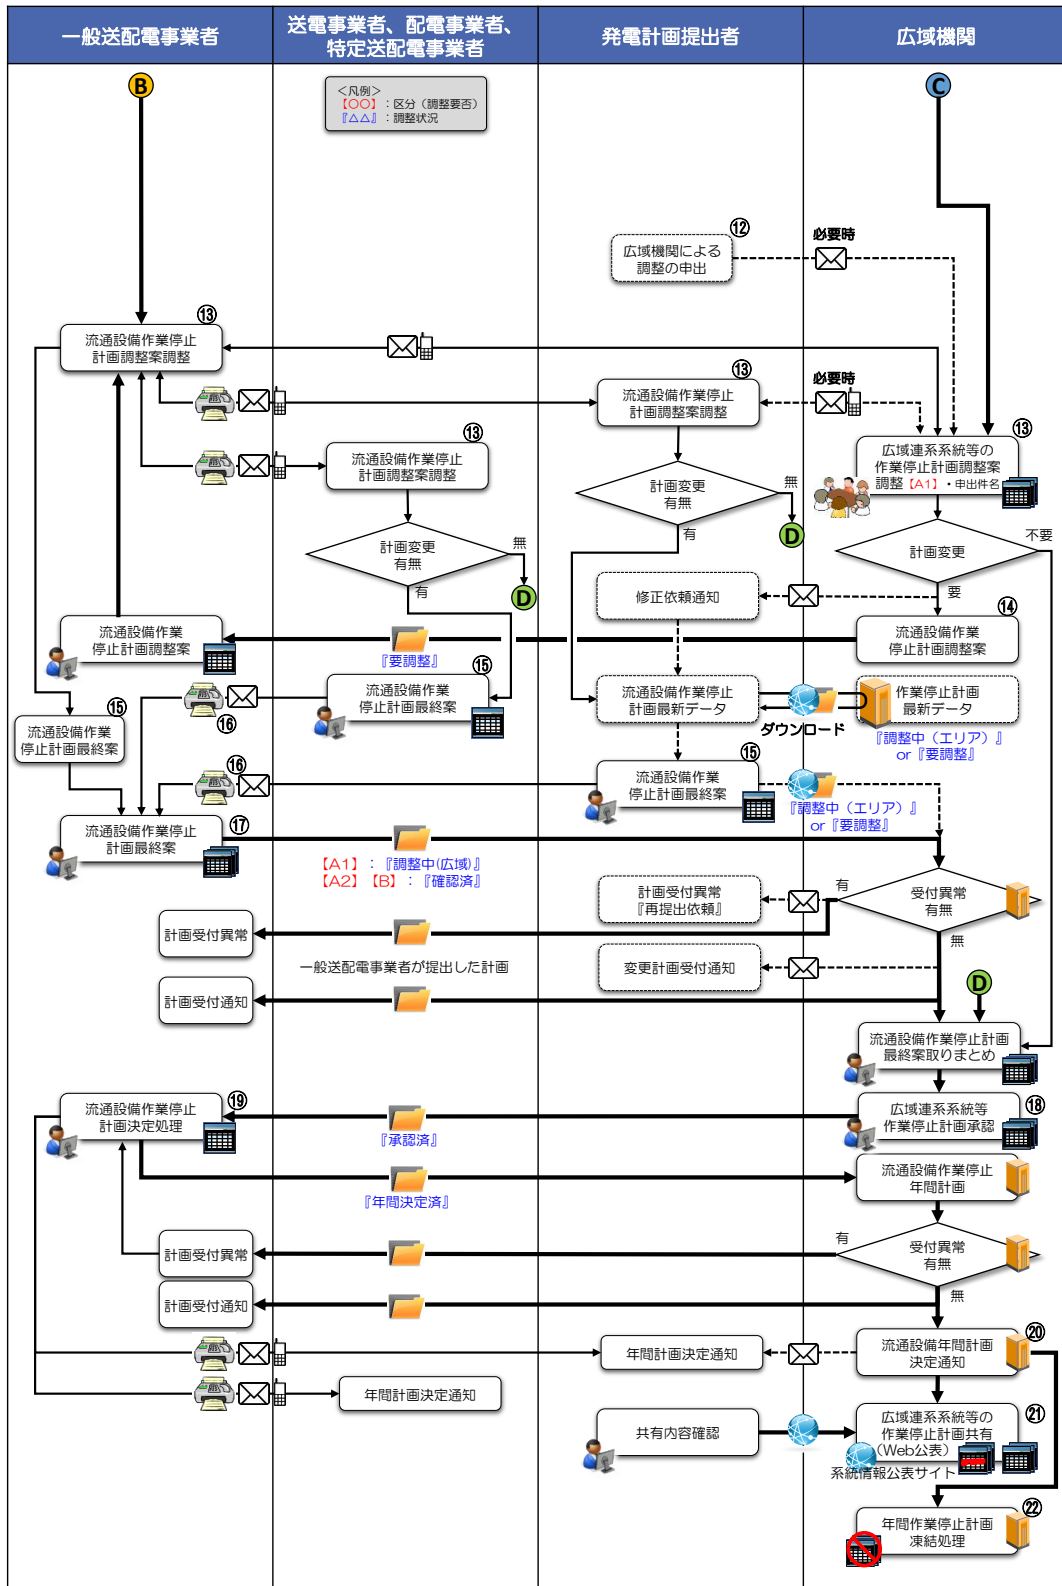 一般送配電事業者
送電事業者、配電事業者、
特定送配電事業者
発電計画提出者
広域機関
B
<凡例>
【〇〇】:区分（調整要否）
『△△』:調整状況
C
⑫
広域機関による
調整の申出
必要時
⑬
流通設備作業停止
計画調整案調整
⑬
流通設備作業停止
計画調整案調整
必要時
⑬
流通設備作業停止
計画調整案調整
⑬
広域連系系統等の
作業停止計画調整案
調整【A1】・申出件名
計画変更
有無
無
有
D
計画変更
有無
無
有
D
計画変更
不要
要
修正依頼通知
⑭
流通設備作業
停止計画調整案
流通設備作業
停止計画調整案
『要調整』
⑮
流通設備作業
停止計画最終案
⑯
⑮
流通設備作業
停止計画最終案
流通設備作業停止
計画最新データ
ダウンロード
作業停止計画
最新データ
『調整中（エリア）』
or『要調整』
⑯
⑮
流通設備作業
停止計画最終案
『調整中（エリア）』
or『要調整』
⑰
流通設備作業停止
計画最終案
【A1】:『調整中(広域)』
【A2】【B】:『確認済』
計画受付異常
『再提出依頼』
有
受付異常
有無
無
計画受付異常
一般送配電事業者が提出した計画
変更計画受付通知
計画受付通知
D
流通設備作業停止計画
最終案取りまとめ
⑲
流通設備作業停止
計画決定処理
『承認済』
⑱
広域連系系統等
作業停止計画承認
『年間決定済』
流通設備作業停止
年間計画
計画受付異常
有
受付異常
有無
無
計画受付通知
年間計画決定通知
⑳
流通設備年間計画
決定通知
年間計画決定通知
共有内容確認
㉑
広域連系系統等の
作業停止計画共有
（Web公表）
系統情報公表サイト
㉒
年間作業停止計画
凍結処理